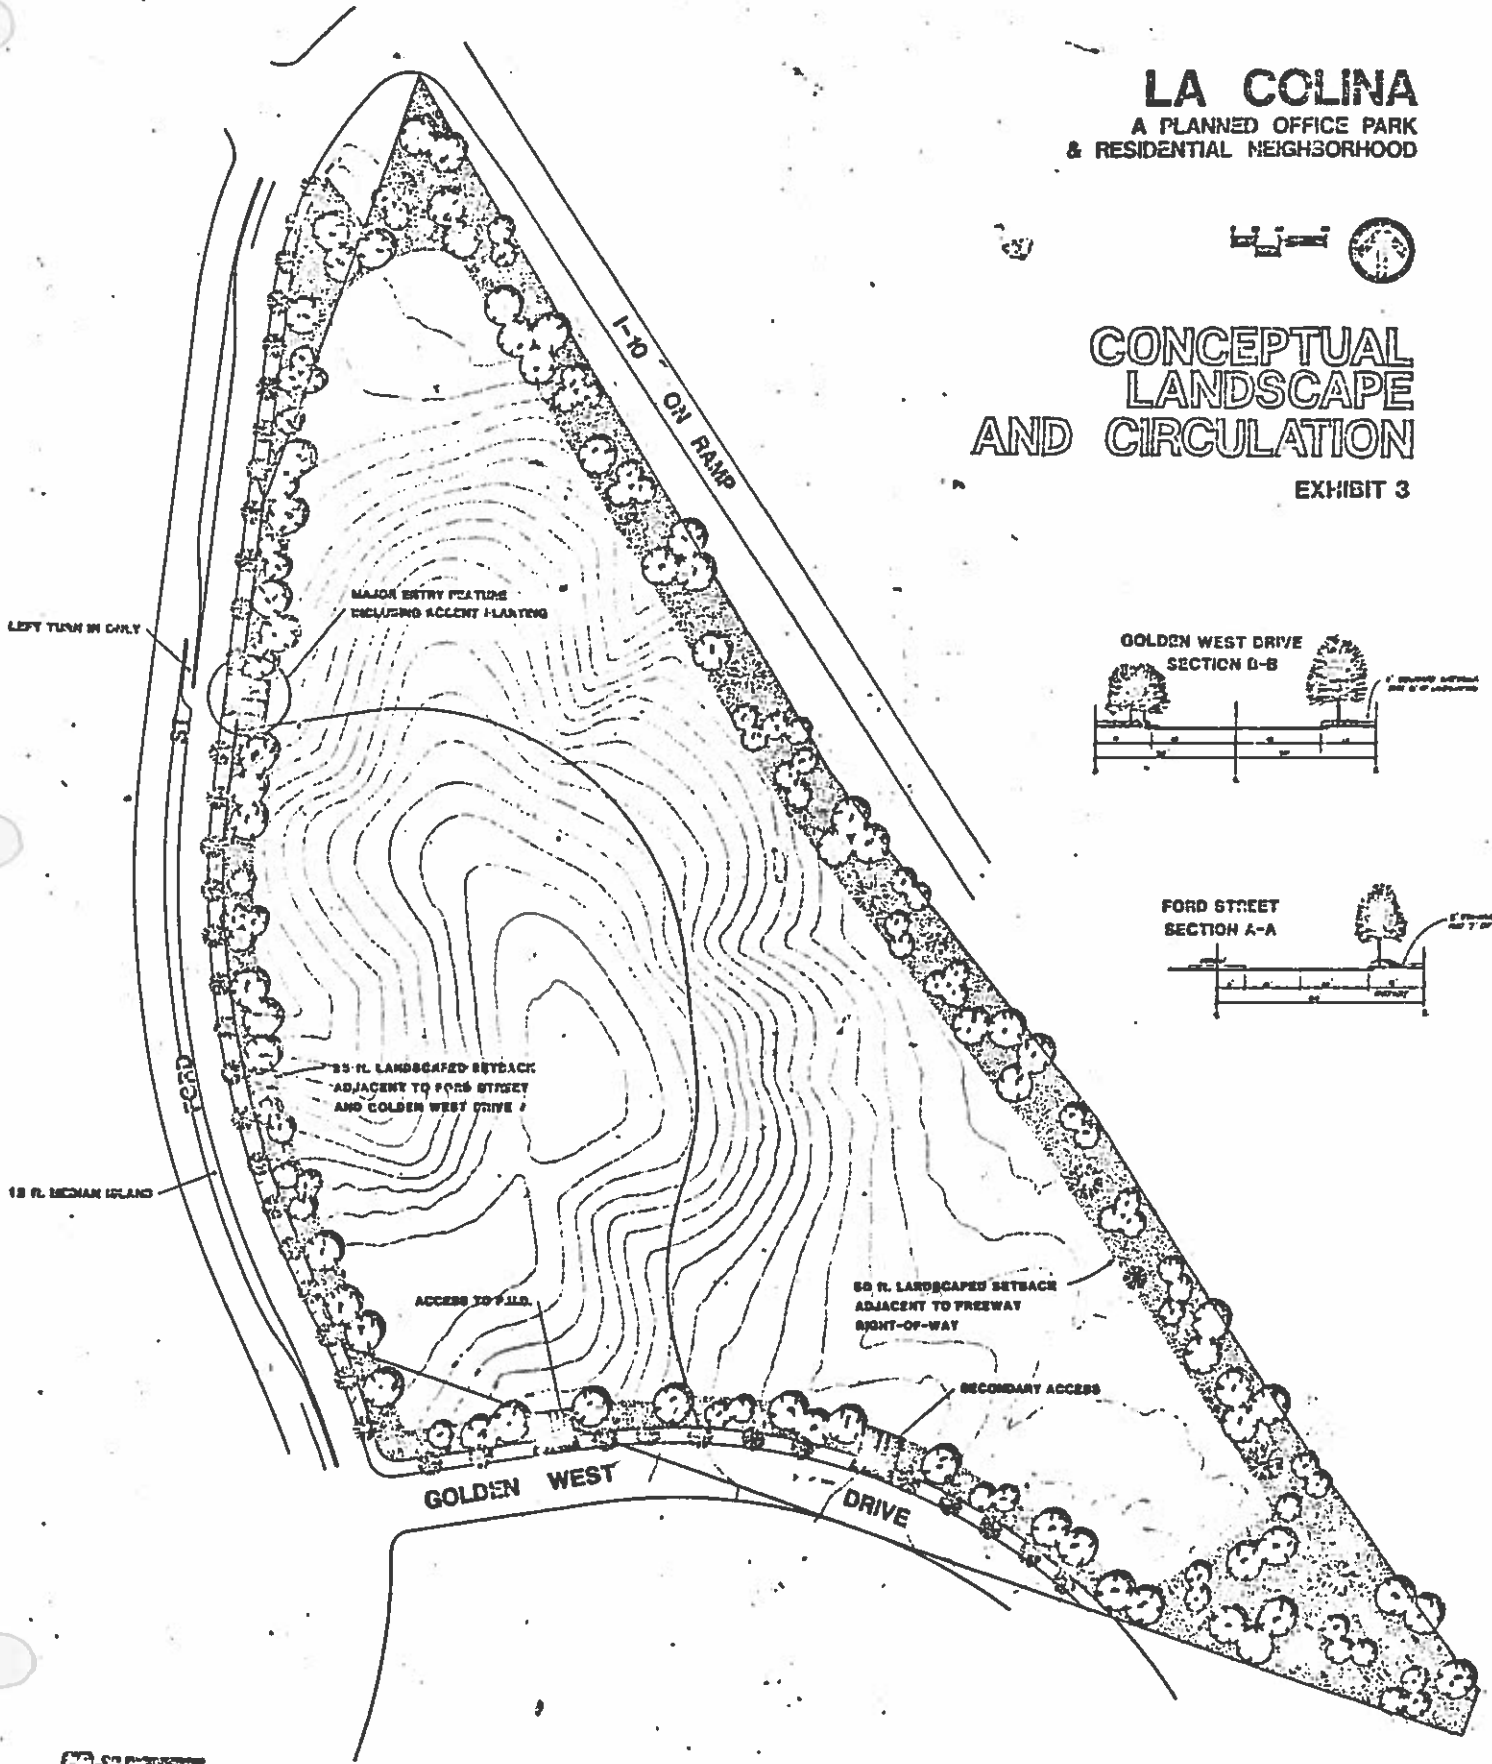 LA COLINA
A PLANNED OFFICE PARK
& RESIDENTIAL NEIGHBORHOOD
CONCEPTUAL
LANDSCAPE
AND CIRCULATION
EXHIBIT 3
I-10 - ON RAMP
MAJOR ENTRY FEATURE
INCLUDING ACCENT PLANTING
LEFT TURN IN ONLY
GOLDEN WEST DRIVE
SECTION B-B
ST.
FORD STREET
SECTION A-A
FORD
35 ft. LANDSCAPED SETBACK
ADJACENT TO FORD STREET
AND GOLDEN WEST DRIVE
12 ft. MEDIAN ISLAND
ACCESS TO P.U.D.
50 ft. LANDSCAPED SETBACK
ADJACENT TO FREEWAY
RIGHT-OF-WAY
SECONDARY ACCESS
GOLDEN WEST DRIVE